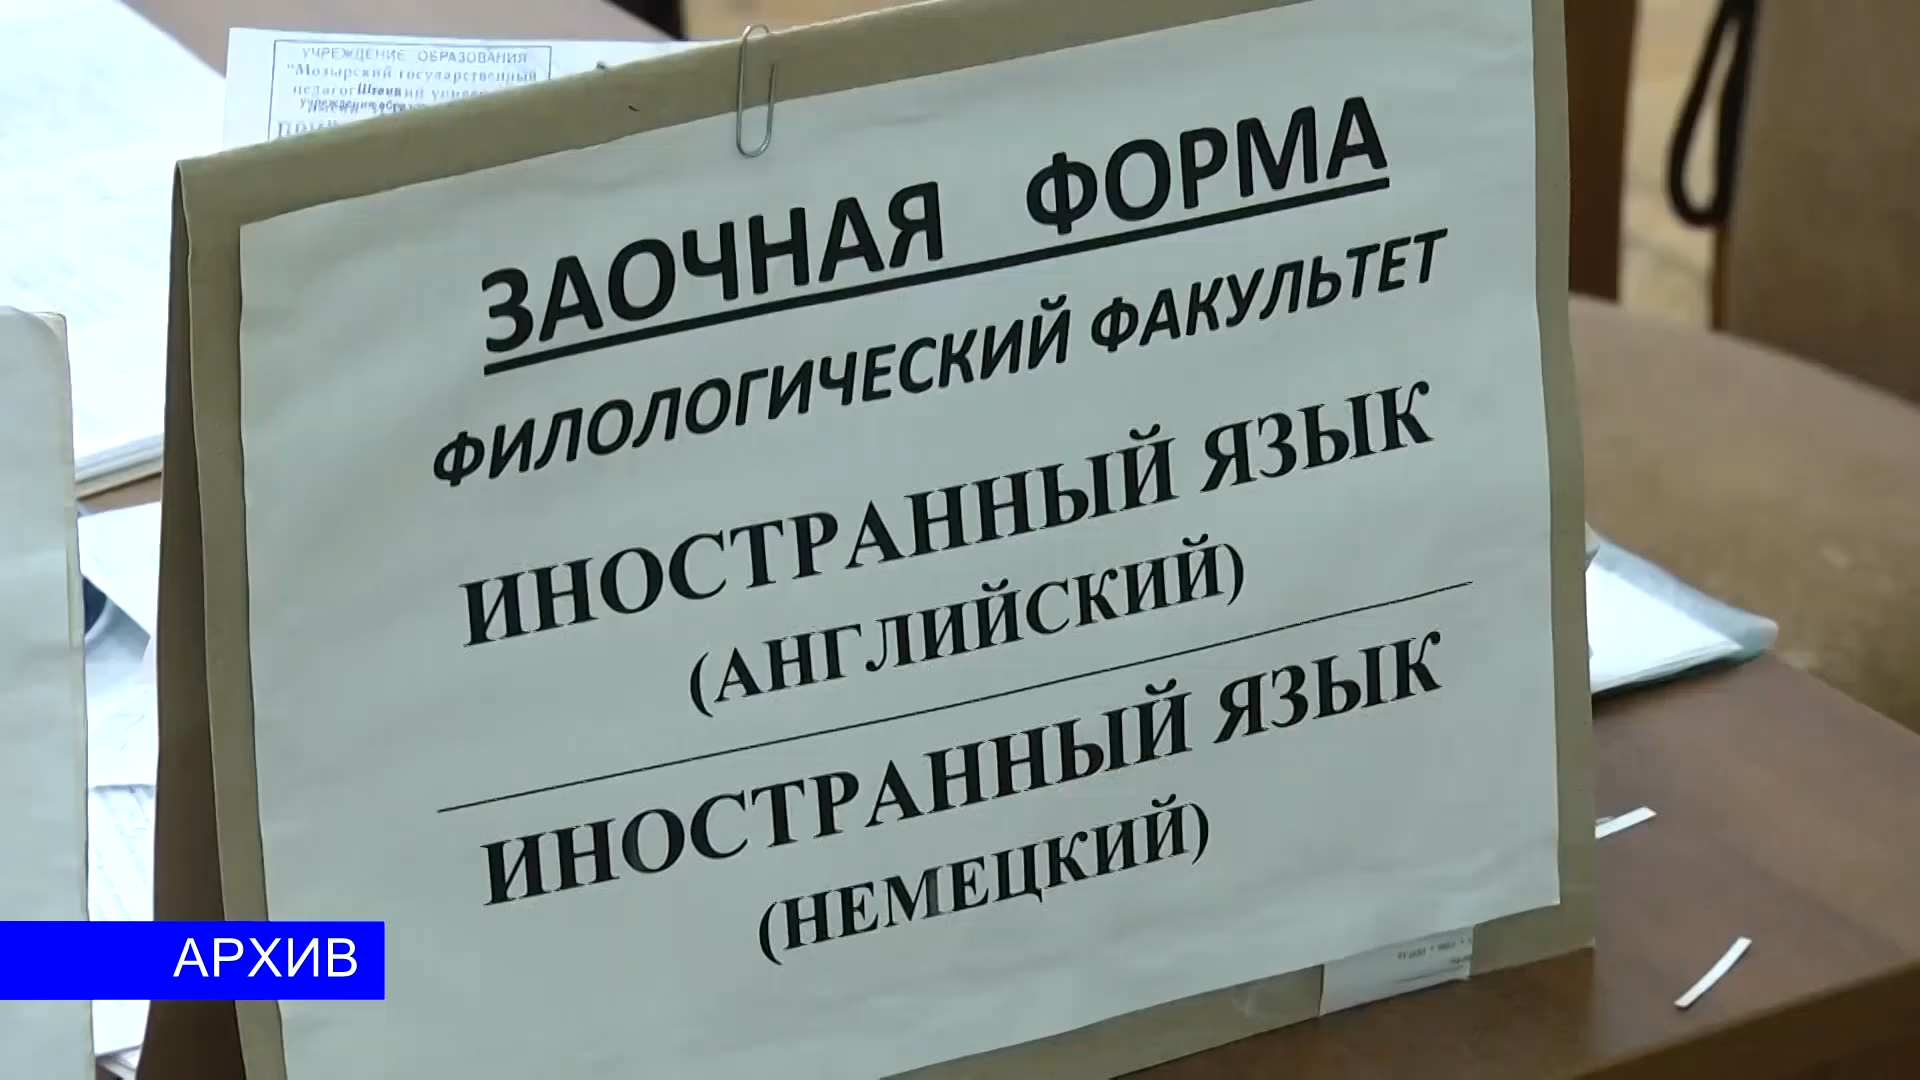 УЧРЕЖДЕНИЕ ОБРАЗОВАНИЯ
"Мозырский государственный
ЗАОЧНАЯ ФОРМА
ФИЛОЛОГИЧЕСКИЙ ФАКУЛЬТЕТ
ИНОСТРАННЫЙ ЯЗЫК
(АНГЛИЙСКИЙ)
ИНОСТРАННЫЙ ЯЗЫК
(НЕМЕЦКИЙ)
АРХИВ